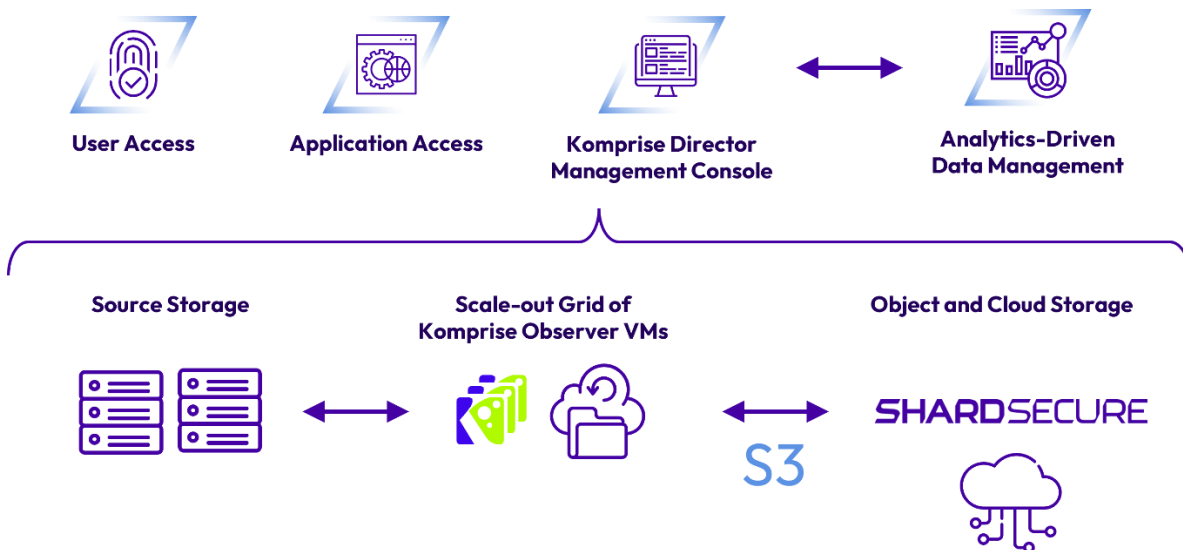 User Access
Application Access
Komprise Director
Management Console
Analytics-Driven
Data Management
Source Storage
Scale-out Grid of
Komprise Observer VMs
Object and Cloud Storage
SHARDSECURE
S3